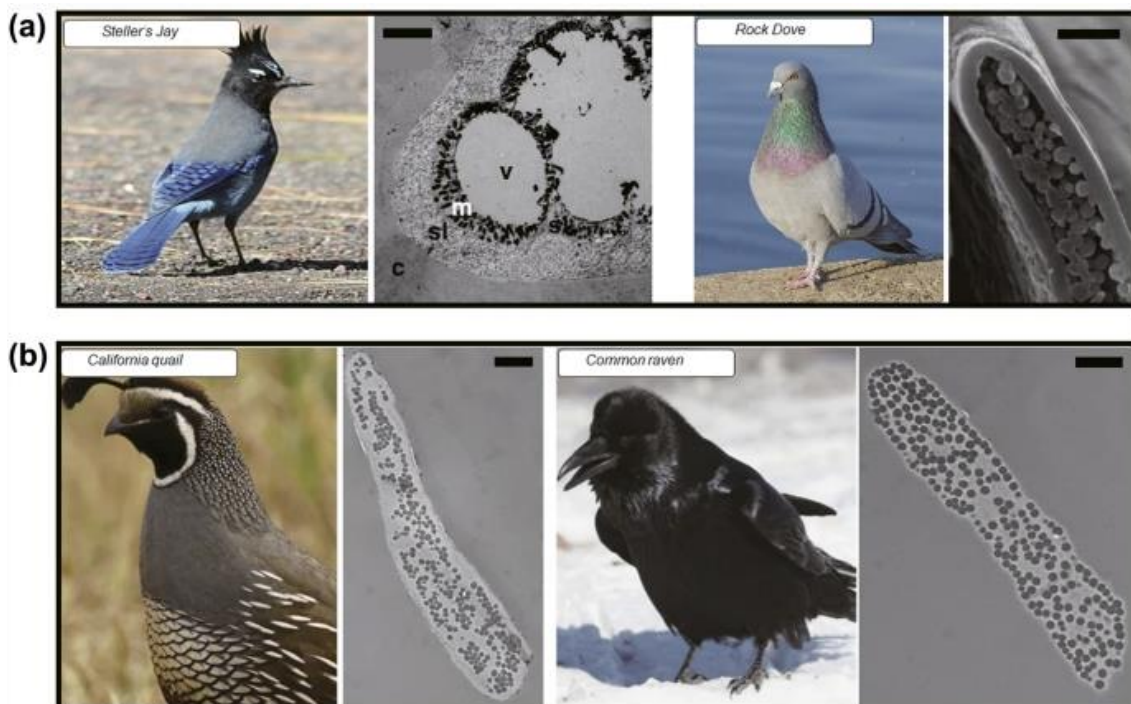 (a)
Steller's Jay
Rock Dove
v
m
sl
sl
c
(b)
California quail
Common raven